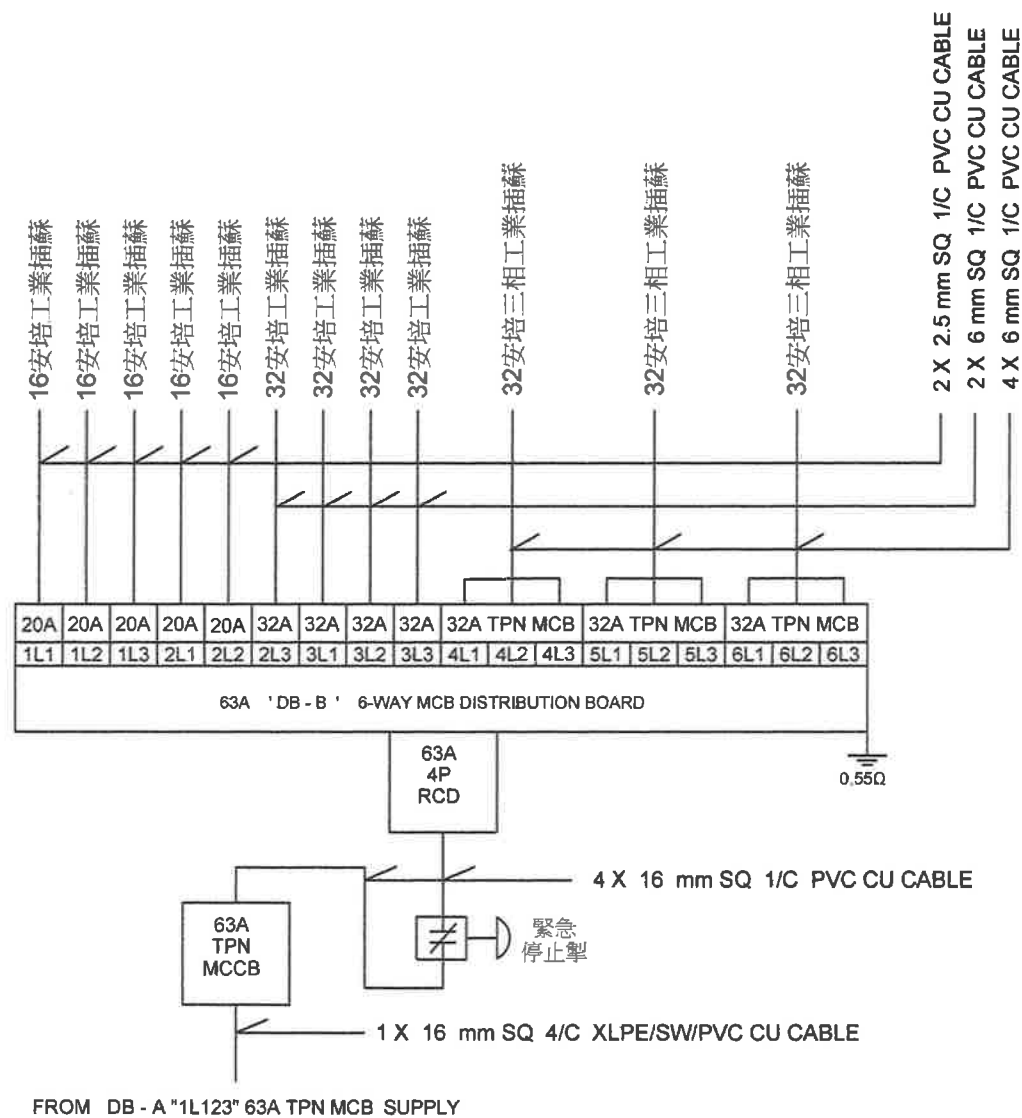 2 X 2.5 mm SQ 1/C PVC CU CABLE
2 X 6 mm SQ 1/C PVC CU CABLE
4 X 6 mm SQ 1/C PVC CU CABLE
16安培工業插蘇
16安培工業插蘇
16安培工業插蘇
16安培工業插蘇
16安培工業插蘇
32安培工業插蘇
32安培工業插蘇
32安培工業插蘇
32安培工業插蘇
32安培三相工業插蘇
32安培三相工業插蘇
32安培三相工業插蘇
20A 20A 20A 20A 20A 32A 32A 32A 32A 32A TPN MCB 32A TPN MCB 32A TPN MCB
1L1 1L2 1L3 2L1 2L2 2L3 3L1 3L2 3L3 4L1 4L2 4L3 5L1 5L2 5L3 6L1 6L2 6L3
63A ' DB - B ' 6-WAY MCB DISTRIBUTION BOARD
63A
4P
RCD
0.55Ω
4 X 16 mm SQ 1/C PVC CU CABLE
63A
TPN
MCCB
緊急
停止掣
1 X 16 mm SQ 4/C XLPE/SW/PVC CU CABLE
FROM DB - A "1L123" 63A TPN MCB SUPPLY